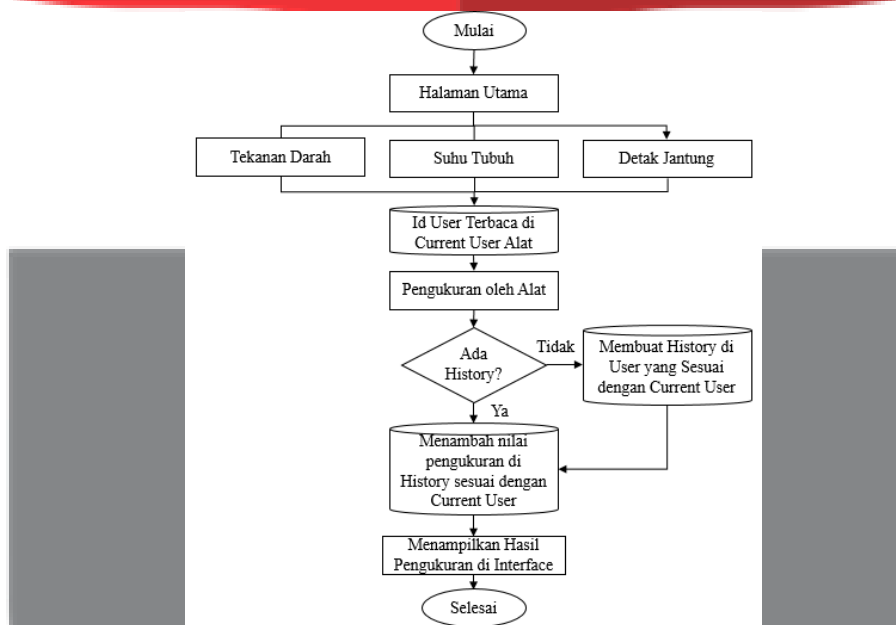 Mulai
Halaman Utama
Tekanan Darah
Suhu Tubuh
Detak Jantung
Id User Terbaca di
Current User Alat
Pengukuran oleh Alat
Ada
History?
Tidak
Membuat History di
User yang Sesuai
dengan Current User
Ya
Menambah nilai
pengukuran di
History sesuai dengan
Current User
Menampilkan Hasil
Pengukuran di Interface
Selesai